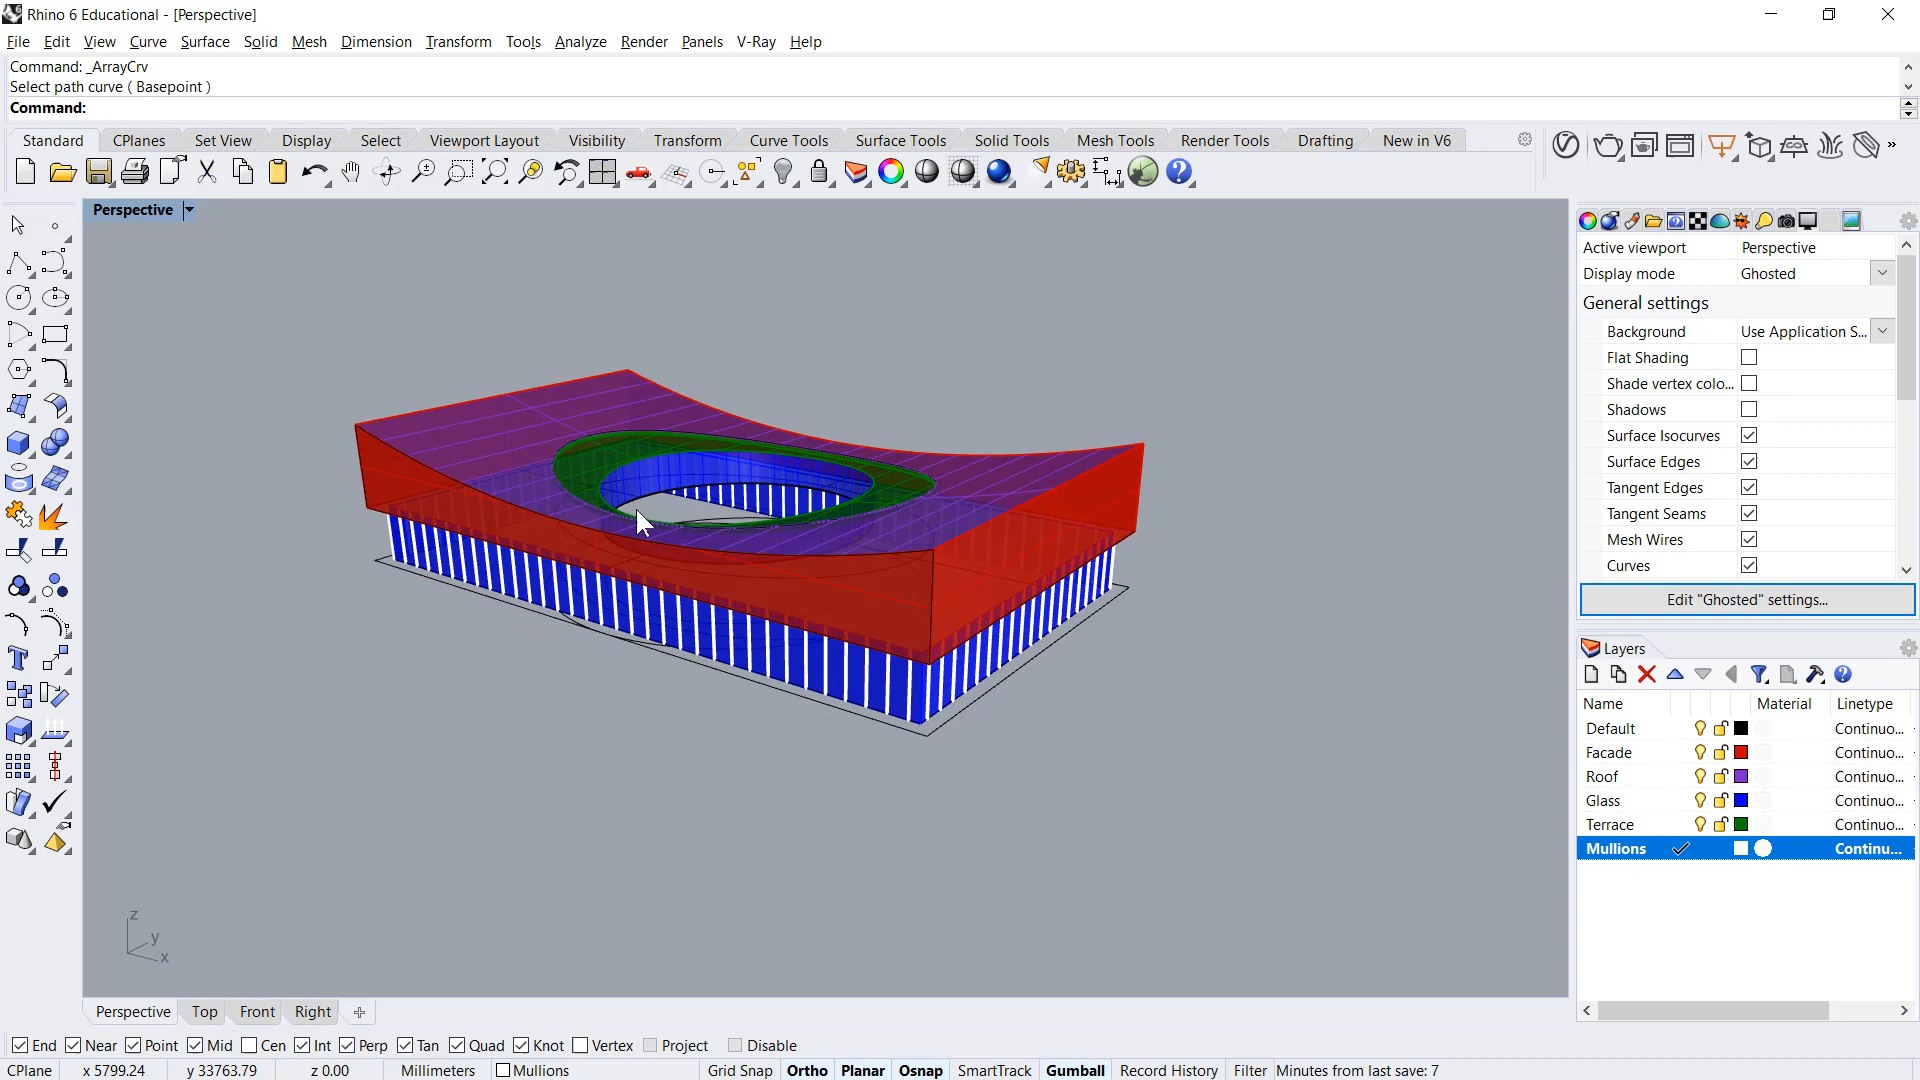 Rhino 6 Educational - [Perspective]
File Edit View Curve Surface Solid Mesh Dimension Transform Tools Analyze Render Panels V-Ray Help
Command: _ArrayCrv
Select path curve ( Basepoint )
Command:
Standard CPlanes Set View Display Select Viewport Layout Visibility Transform Curve Tools Surface Tools Solid Tools Mesh Tools Render Tools Drafting New in V6
Perspective
Active viewport Perspective
Display mode Ghosted
General settings
Background Use Application S...
Flat Shading
Shade vertex colo...
Shadows
Surface Isocurves
Surface Edges
Tangent Edges
Tangent Seams
Mesh Wires
Curves
Edit "Ghosted" settings...
Layers
Name Material Linetype
Default Continuo...
Facade Continuo...
Roof Continuo...
Glass Continuo...
Terrace Continuo...
Mullions Continu...
z
y
x
Perspective Top Front Right
End Near Point Mid Cen Int Perp Tan Quad Knot Vertex Project Disable
CPlane x 5799.24 y 33763.79 z 0.00 Millimeters Mullions Grid Snap Ortho Planar Osnap SmartTrack Gumball Record History Filter Minutes from last save: 7